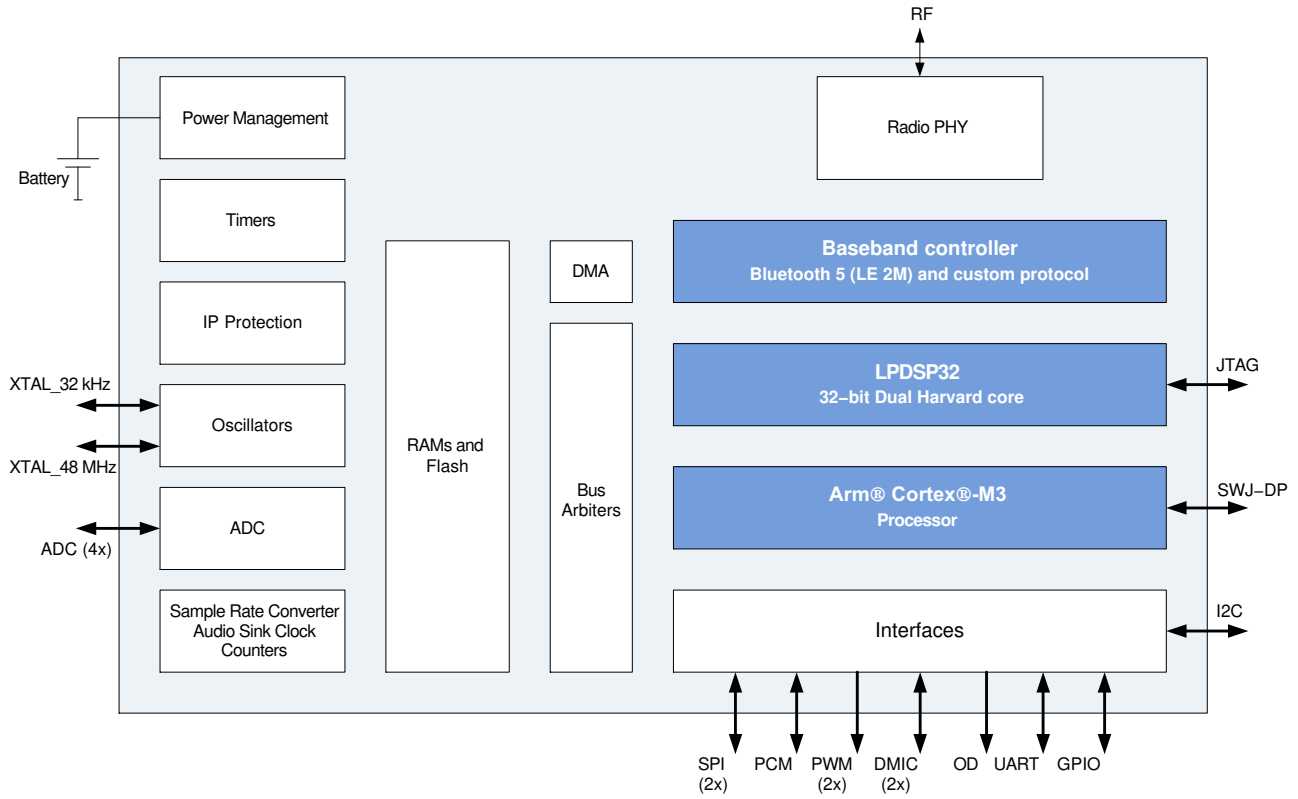 RF
Power Management
Radio PHY
Battery
Timers
Baseband controller
Bluetooth 5 (LE 2M) and custom protocol
DMA
IP Protection
LPDSP32
32−bit Dual Harvard core
JTAG
XTAL_32 kHz
Oscillators
XTAL_48 MHz
RAMs and
Flash
Bus
Arbiters
Arm® Cortex®-M3
Processor
SWJ−DP
ADC
ADC (4x)
Sample Rate Converter
Audio Sink Clock
Counters
Interfaces
I2C
SPI
(2x)
PCM
PWM
(2x)
DMIC
(2x)
OD
UART
GPIO